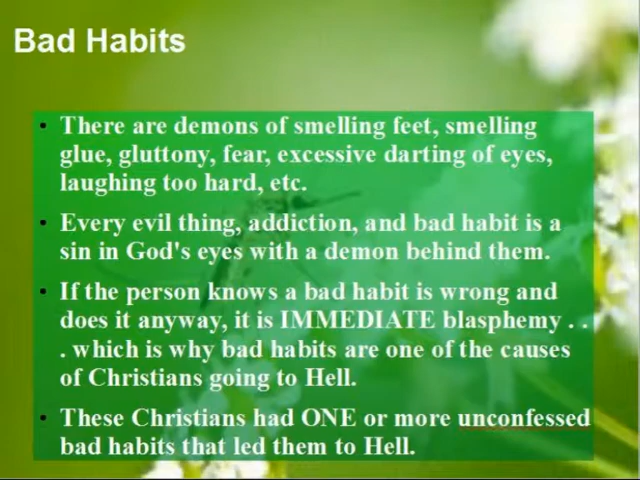 Bad Habits
• There are demons of smelling feet, smelling
glue, gluttony, fear, excessive darting of eyes,
laughing too hard, etc.
• Every evil thing, addiction, and bad habit is a
sin in God's eyes with a demon behind them.
• If the person knows a bad habit is wrong and
does it anyway, it is IMMEDIATE blasphemy . .
. which is why bad habits are one of the causes
of Christians going to Hell.
• These Christians had ONE or more unconfessed
bad habits that led them to Hell.